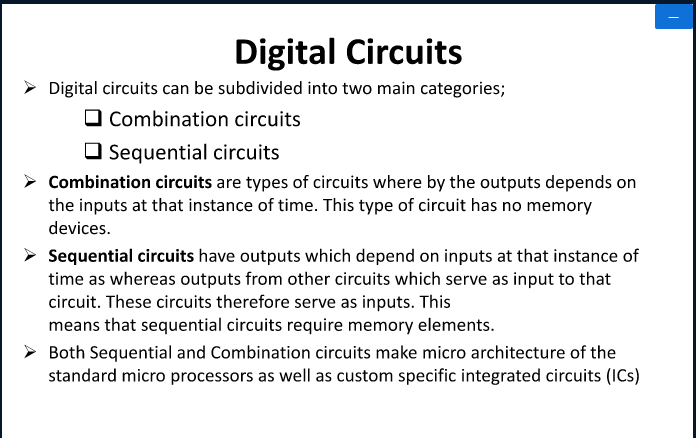 Digital Circuits
➢ Digital circuits can be subdivided into two main categories;
❑ Combination circuits
❑ Sequential circuits
➢ Combination circuits are types of circuits where by the outputs depends on
the inputs at that instance of time. This type of circuit has no memory
devices.
➢ Sequential circuits have outputs which depend on inputs at that instance of
time as whereas outputs from other circuits which serve as input to that
circuit. These circuits therefore serve as inputs. This
means that sequential circuits require memory elements.
➢ Both Sequential and Combination circuits make micro architecture of the
standard micro processors as well as custom specific integrated circuits (ICs)